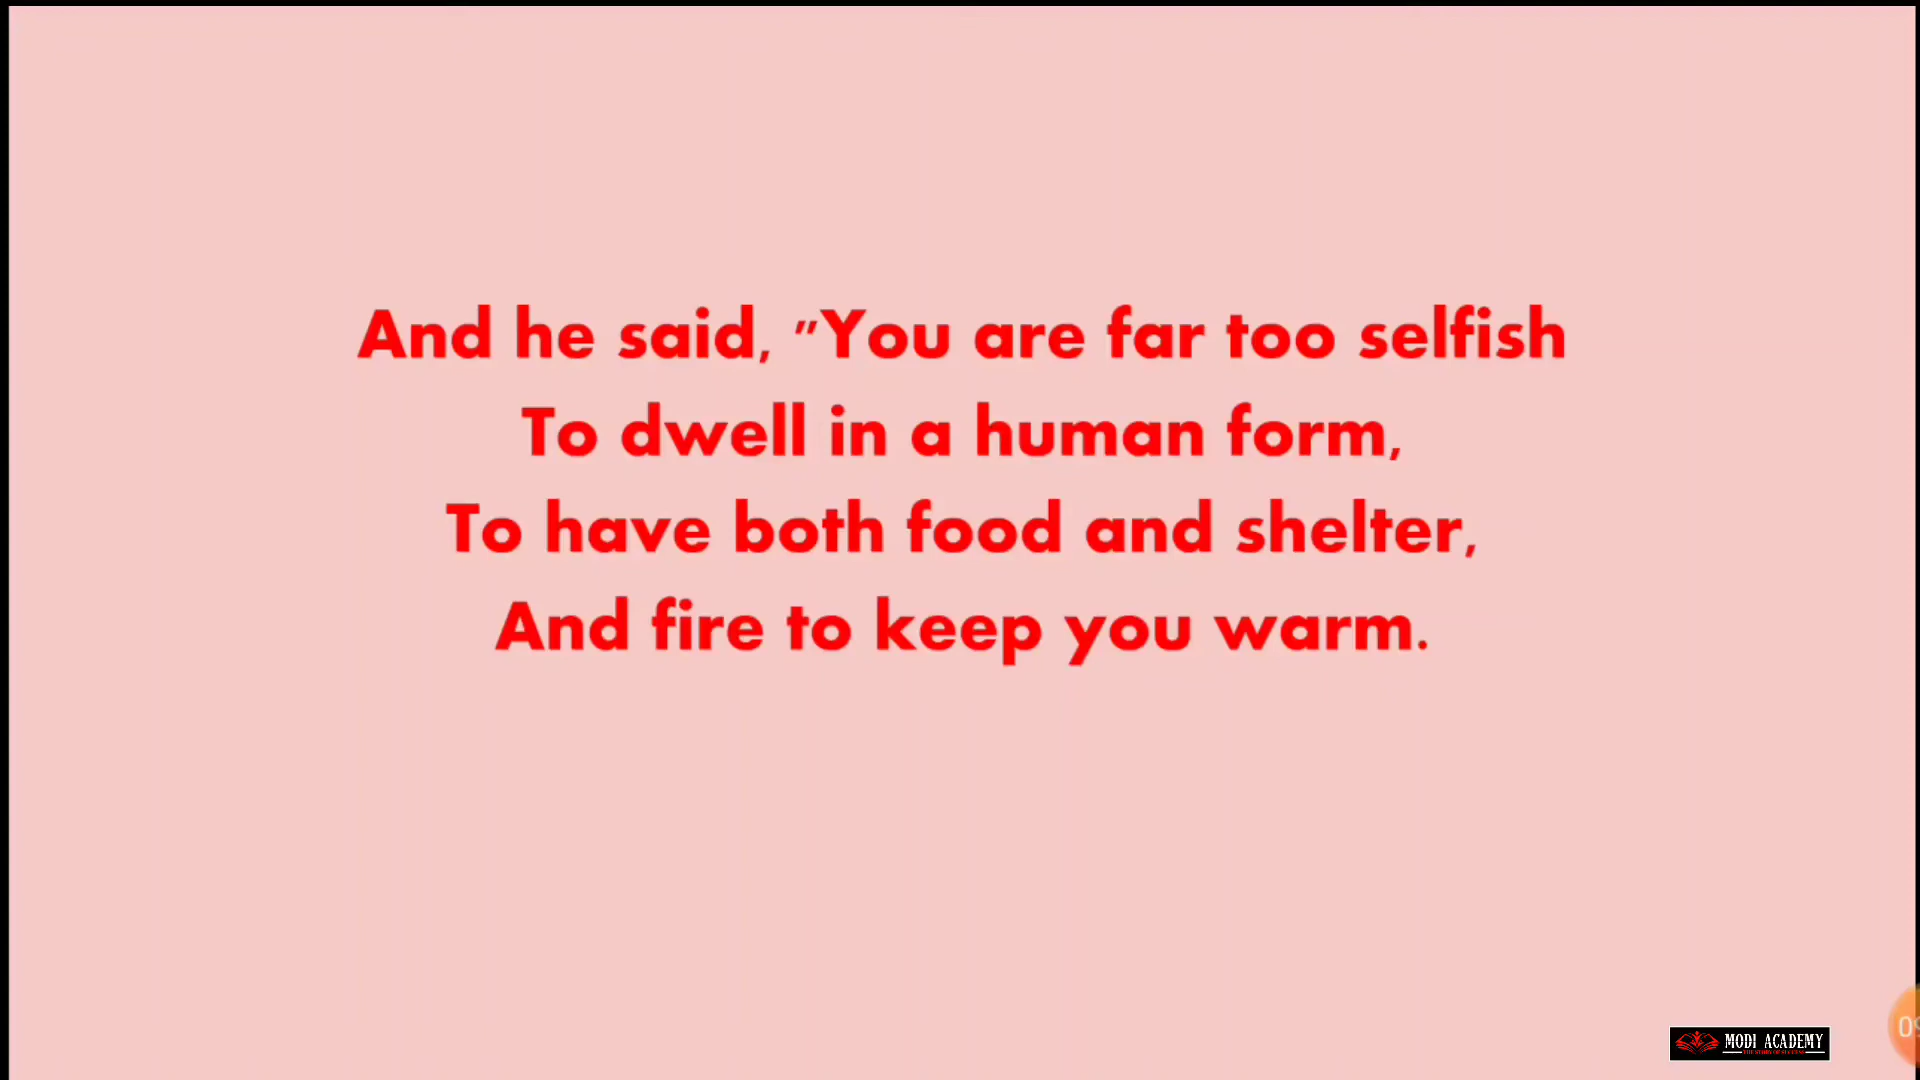 And he said, "You are far too selfish
To dwell in a human form,
To have both food and shelter,
And fire to keep you warm.
MODI ACADEMY